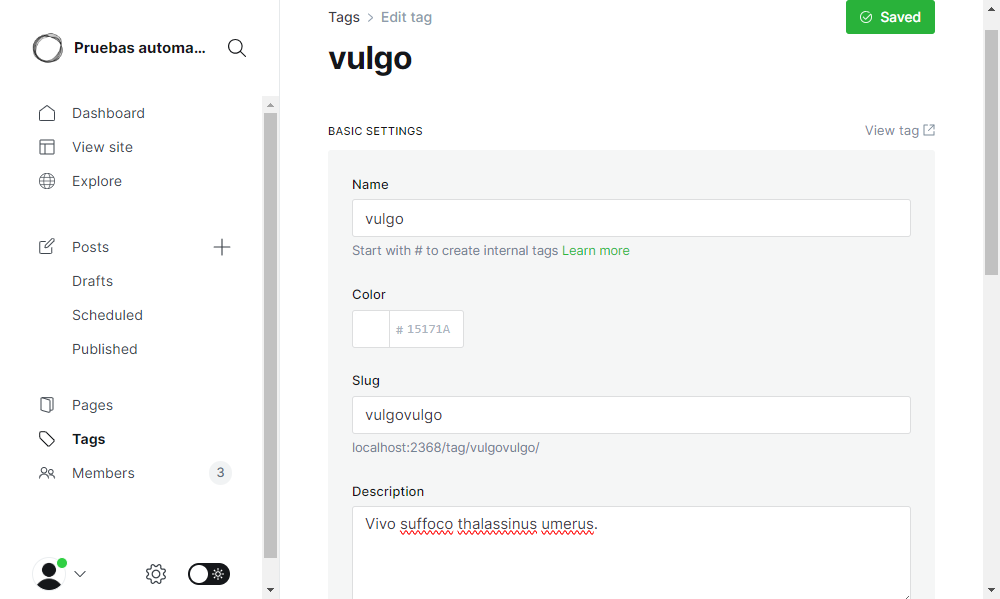 Pruebas automa...
Dashboard
View site
Explore
Posts
Drafts
Scheduled
Published
Pages
Tags
Members 3
Tags > Edit tag
Saved
vulgo
BASIC SETTINGS
View tag
Name
vulgo
Start with # to create internal tags Learn more
Color
# 15171A
Slug
vulgovulgo
localhost:2368/tag/vulgovulgo/
Description
Vivo suffoco thalassinus umerus.